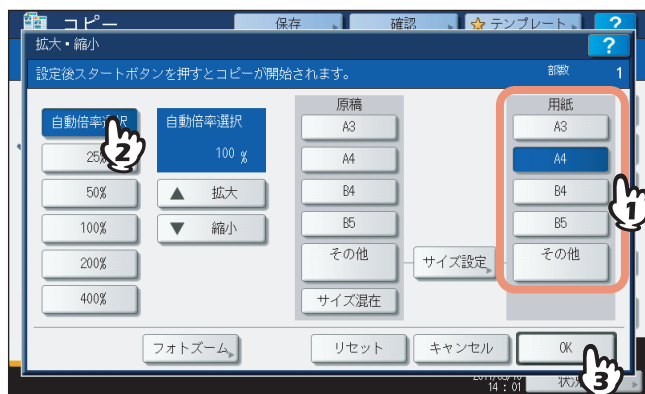 コピー 保存 確認 テンプレート ?
拡大・縮小 ?
設定後スタートボタンを押すとコピーが開始されます。 部数 1
原稿 用紙
自動倍率選択 自動倍率選択 A3 A3
25% 100 % A4 A4
50% ▲ 拡大 B4 B4
1
100% ▼ 縮小 B5 B5
200% その他 サイズ設定 その他
400% サイズ混在
2
フォトズーム リセット キャンセル OK
3
14 : 01